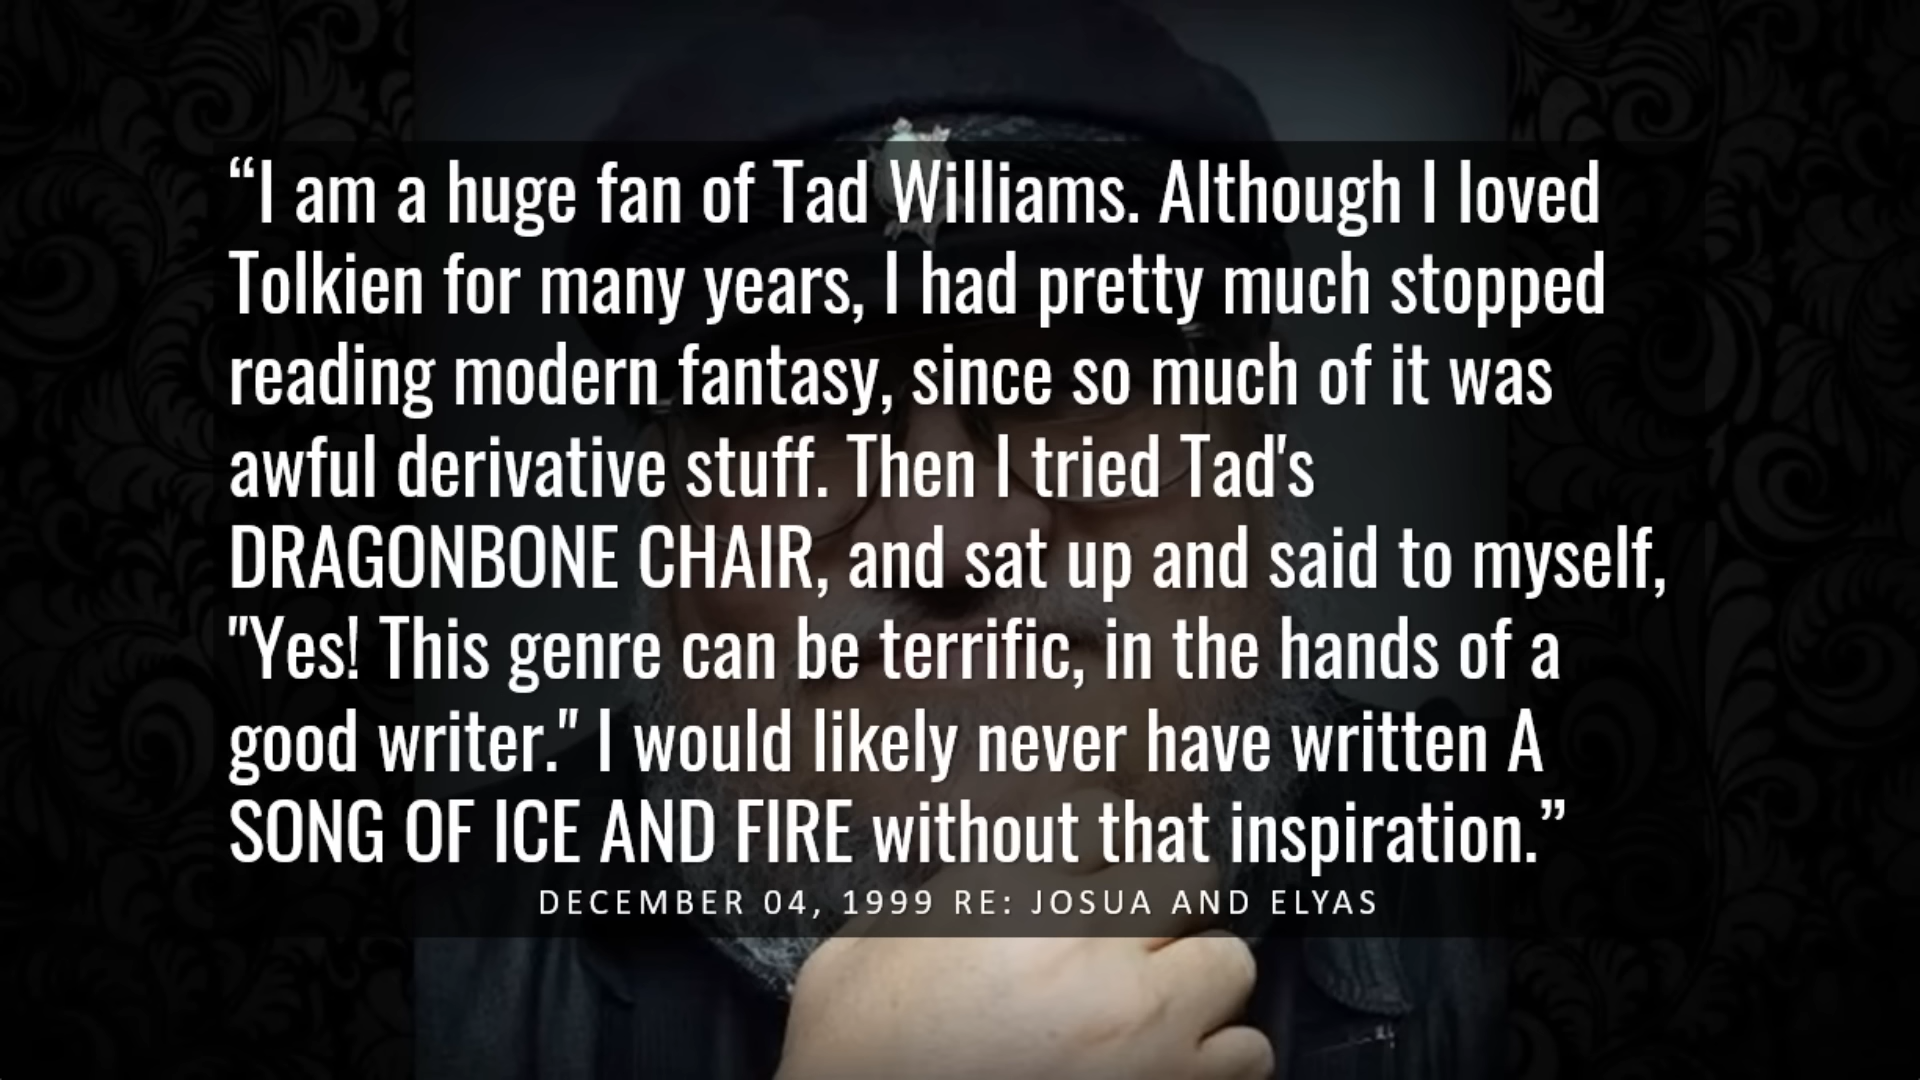 “I am a huge fan of Tad Williams. Although I loved
Tolkien for many years, I had pretty much stopped
reading modern fantasy, since so much of it was
awful derivative stuff. Then I tried Tad's
DRAGONBONE CHAIR, and sat up and said to myself,
"Yes! This genre can be terrific, in the hands of a
good writer." I would likely never have written A
SONG OF ICE AND FIRE without that inspiration.”
DECEMBER 04, 1999 RE: JOSUA AND ELYAS